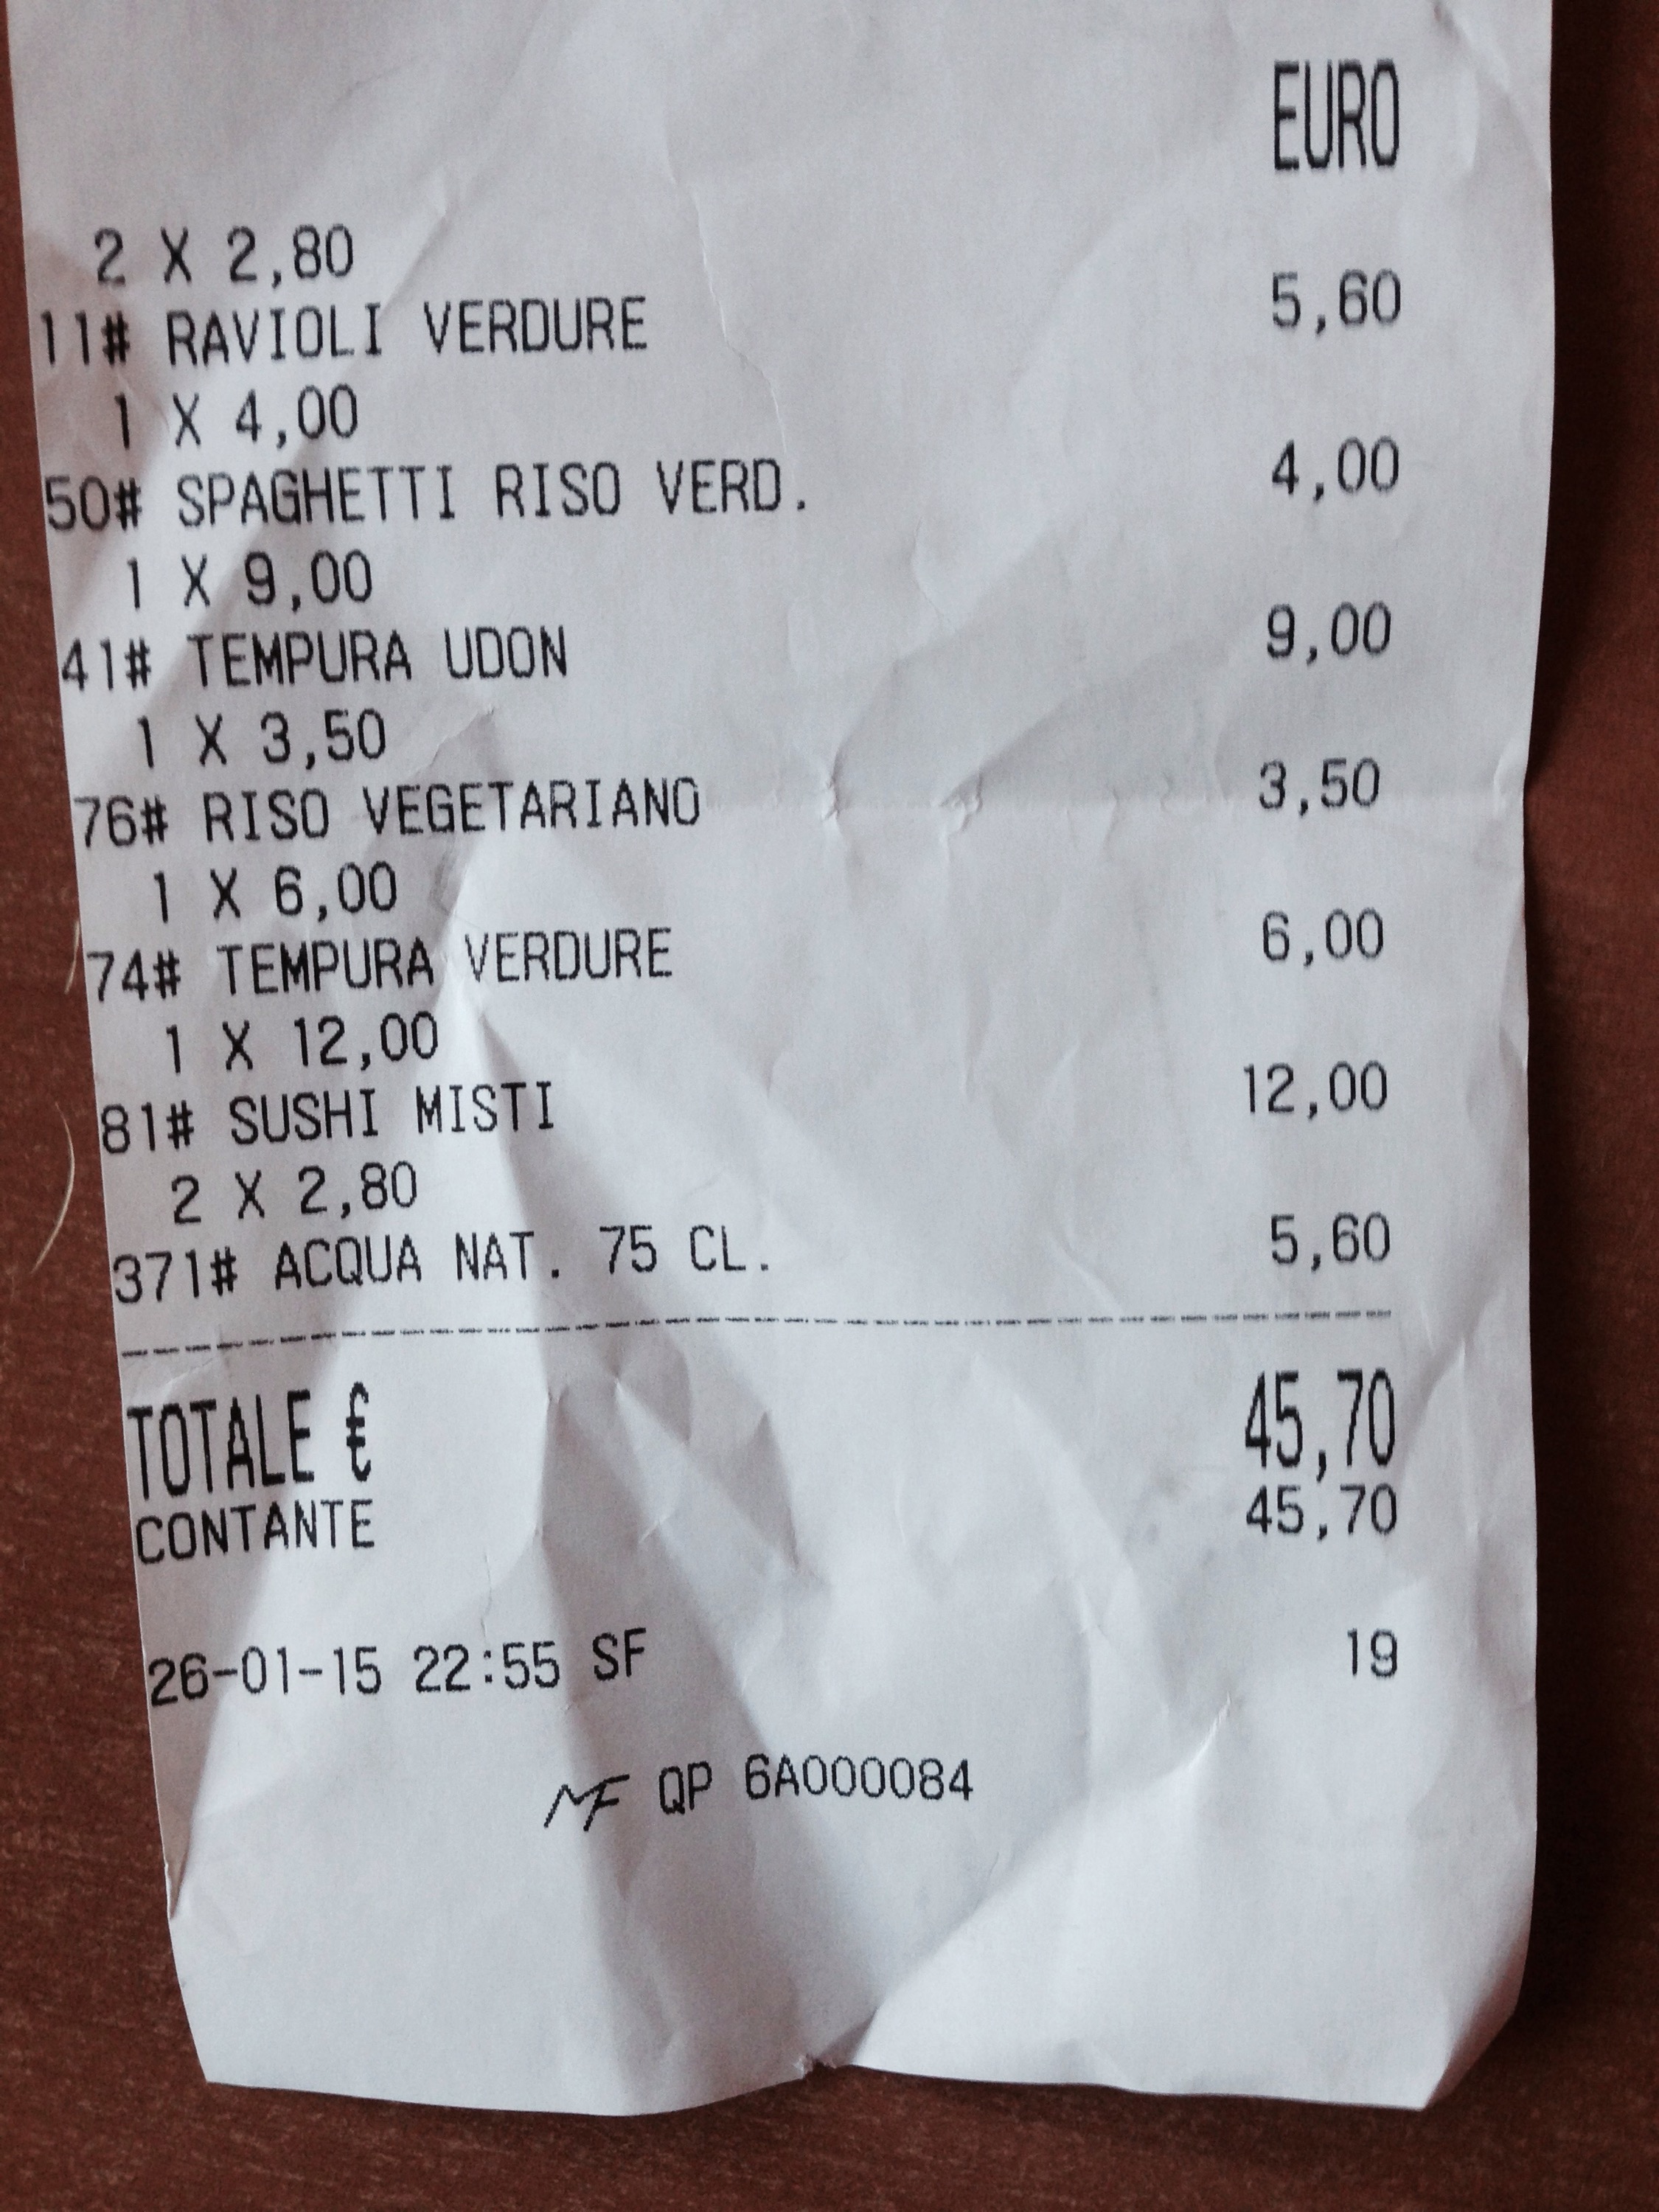 EURO
2 X 2,80
11# RAVIOLI VERDURE 5,60
1 X 4,00
50# SPAGHETTI RISO VERD. 4,00
1 X 9,00
41# TEMPURA UDON 9,00
1 X 3,50
76# RISO VEGETARIANO 3,50
1 X 6,00
74# TEMPURA VERDURE 6,00
1 X 12,00
81# SUSHI MISTI 12,00
2 X 2,80
371# ACQUA NAT. 75 CL. 5,60
TOTALE € 45,70
CONTANTE 45,70
26-01-15 22:55 SF 19
MF QP 6A000084